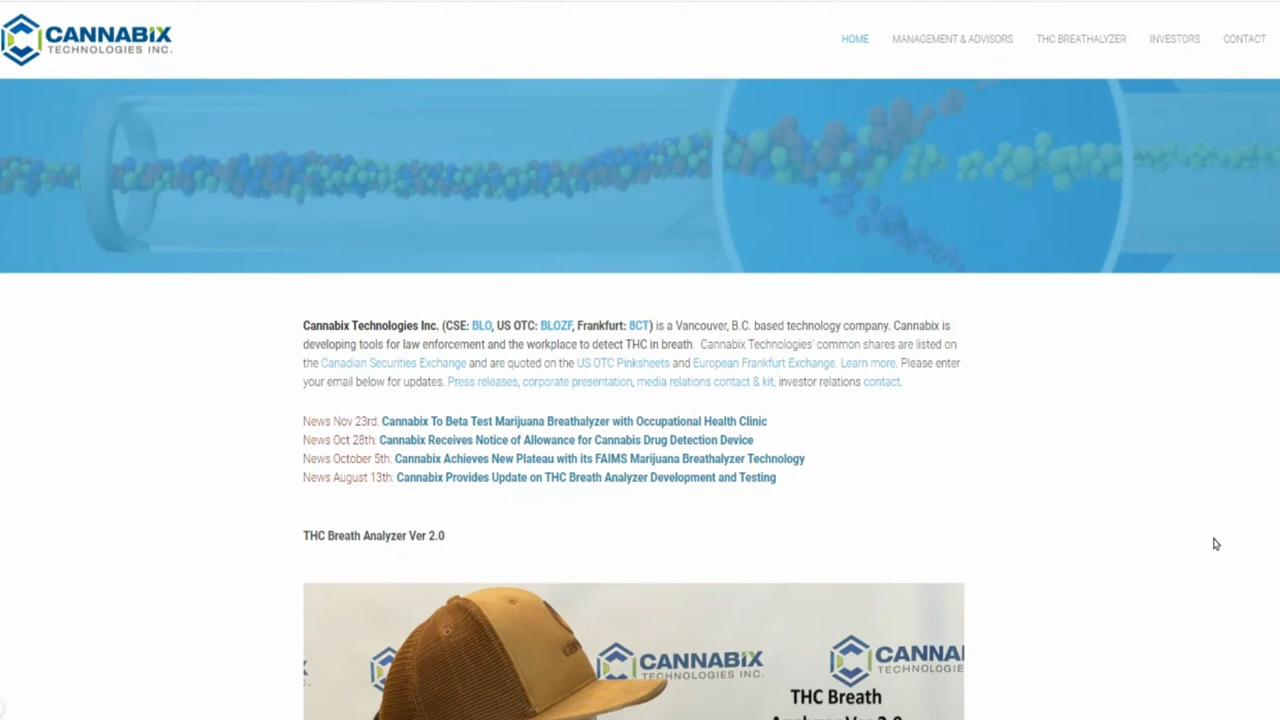 CANNABIX
TECHNOLOGIES INC.
HOME MANAGEMENT & ADVISORS THC BREATHALYZER INVESTORS CONTACT
Cannabix Technologies Inc. (CSE: BLO, US OTC: BLOZF, Frankfurt: 8CT) is a Vancouver, B.C. based technology company. Cannabix is
developing tools for law enforcement and the workplace to detect THC in breath. Cannabix Technologies' common shares are listed on
the Canadian Securities Exchange and are quoted on the US OTC Pinksheets and European Frankfurt Exchange. Learn more. Please enter
your email below for updates. Press releases, corporate presentation, media relations contact & kit, investor relations contact.
News Nov 23rd: Cannabix To Beta Test Marijuana Breathalyzer with Occupational Health Clinic
News Oct 28th: Cannabix Receives Notice of Allowance for Cannabis Drug Detection Device
News October 5th: Cannabix Achieves New Plateau with its FAIMS Marijuana Breathalyzer Technology
News August 13th: Cannabix Provides Update on THC Breath Analyzer Development and Testing
THC Breath Analyzer Ver 2.0
CANNABIX
TECHNOLOGIES INC.
CANNA
TECHNOLOGIE
THC Breath
Analyzer Ver 2.0